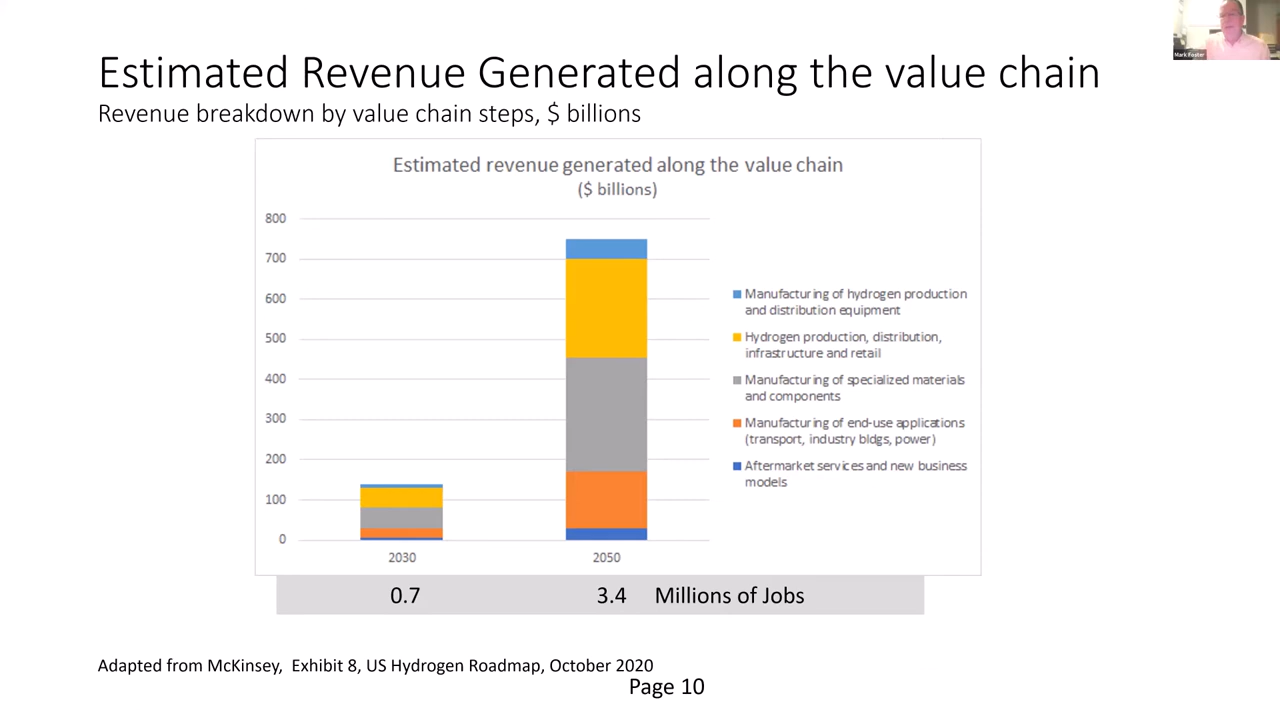 Mark Foster
Estimated Revenue Generated along the value chain
Revenue breakdown by value chain steps, $ billions
Estimated revenue generated along the value chain
($ billions)
800
700
600
500
400
300
200
100
0
2030
2050
Manufacturing of hydrogen production
and distribution equipment
Hydrogen production, distribution,
infrastructure and retail
Manufacturing of specialized materials
and components
Manufacturing of end-use applications
(transport, industry bldgs, power)
Aftermarket services and new business
models
0.7 3.4 Millions of Jobs
Adapted from McKinsey, Exhibit 8, US Hydrogen Roadmap, October 2020
Page 10